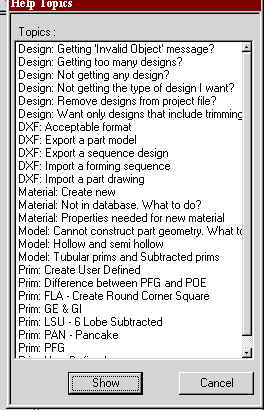 Help Topics
Topics :
Design: Getting 'Invalid Object' message?
Design: Getting too many designs?
Design: Not getting any design?
Design: Not getting the type of design I want?
Design: Remove designs from project file?
Design: Want only designs that include trimming
DXF: Acceptable format
DXF: Export a part model
DXF: Export a sequence design
DXF: Import a forming sequence
DXF: Import a part drawing
Material: Create new
Material: Not in database. What to do?
Material: Properties needed for new material
Model: Cannot construct part geometry. What to
Model: Hollow and semi hollow
Model: Tubular prims and Subtracted prims
Prim: Create User Defined
Prim: Difference between PFG and POE
Prim: FLA - Create Round Corner Square
Prim: GE & GI
Prim: LSU - 6 Lobe Subtracted
Prim: PAN - Pancake
Prim: PFG
Show
Cancel